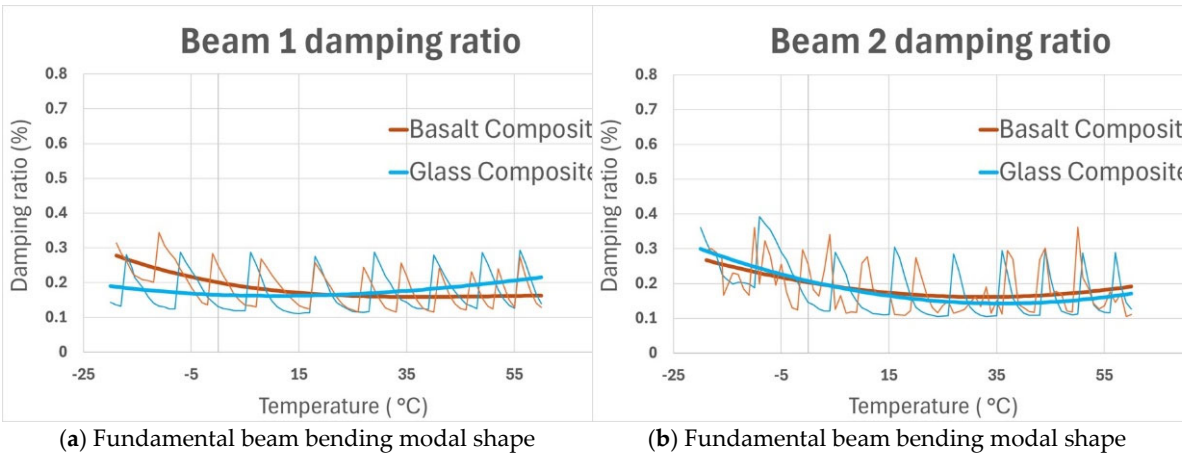 Beam 1 damping ratio
0.8
0.7
0.6
0.5
0.4
0.3
0.2
0.1
0
Damping ratio (%)
Basalt Composit
Glass Composite
-25
-5
15
35
55
Temperature ( °C)
(a) Fundamental beam bending modal shape
Beam 2 damping ratio
0.8
0.7
0.6
0.5
0.4
0.3
0.2
0.1
0
Damping ratio (%)
Basalt Composit
Glass Composite
-25
-5
15
35
55
Temperature ( °C)
(b) Fundamental beam bending modal shape